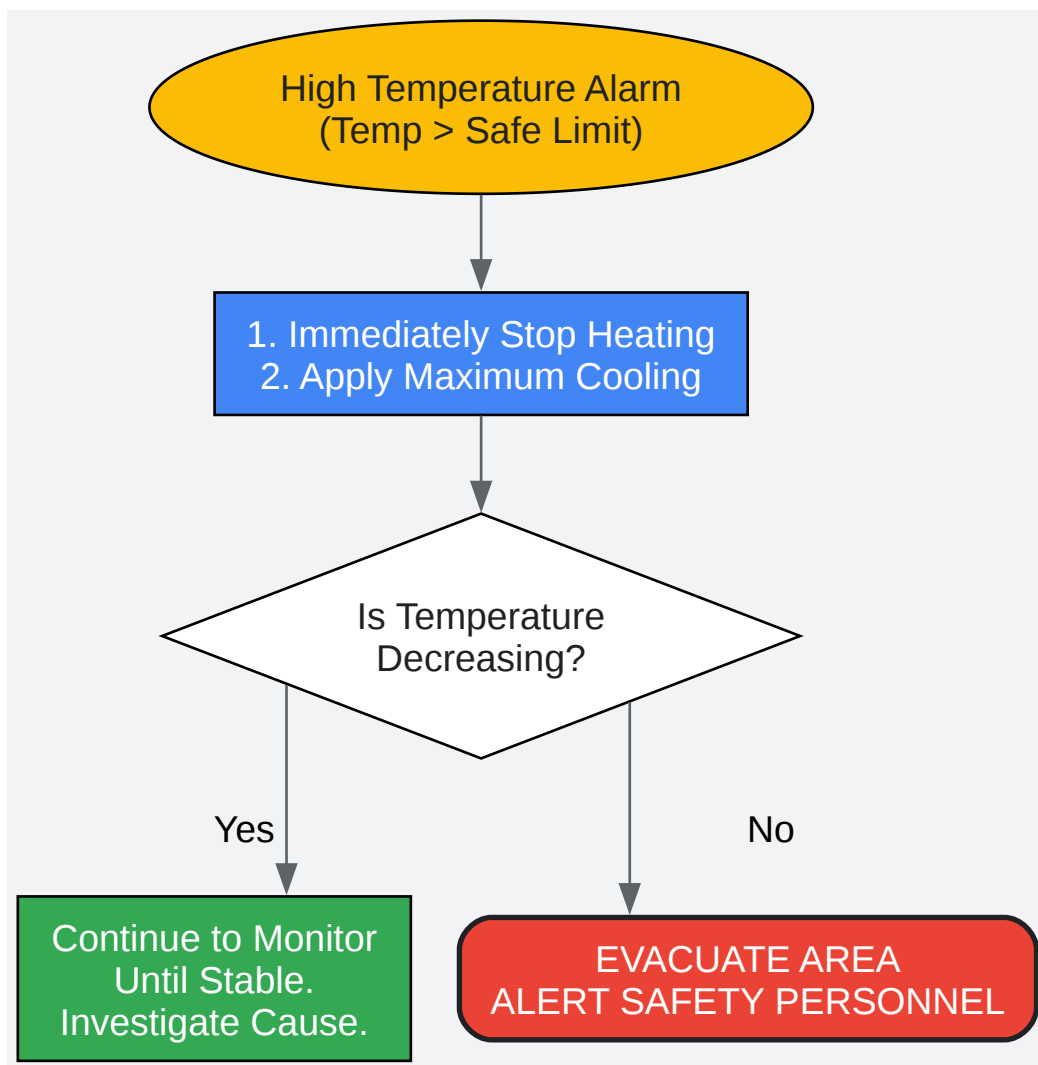 High Temperature Alarm
(Temp > Safe Limit)
1. Immediately Stop Heating
2. Apply Maximum Cooling
Is Temperature
Decreasing?
Yes
No
Continue to Monitor
Until Stable.
Investigate Cause.
EVACUATE AREA
ALERT SAFETY PERSONNEL